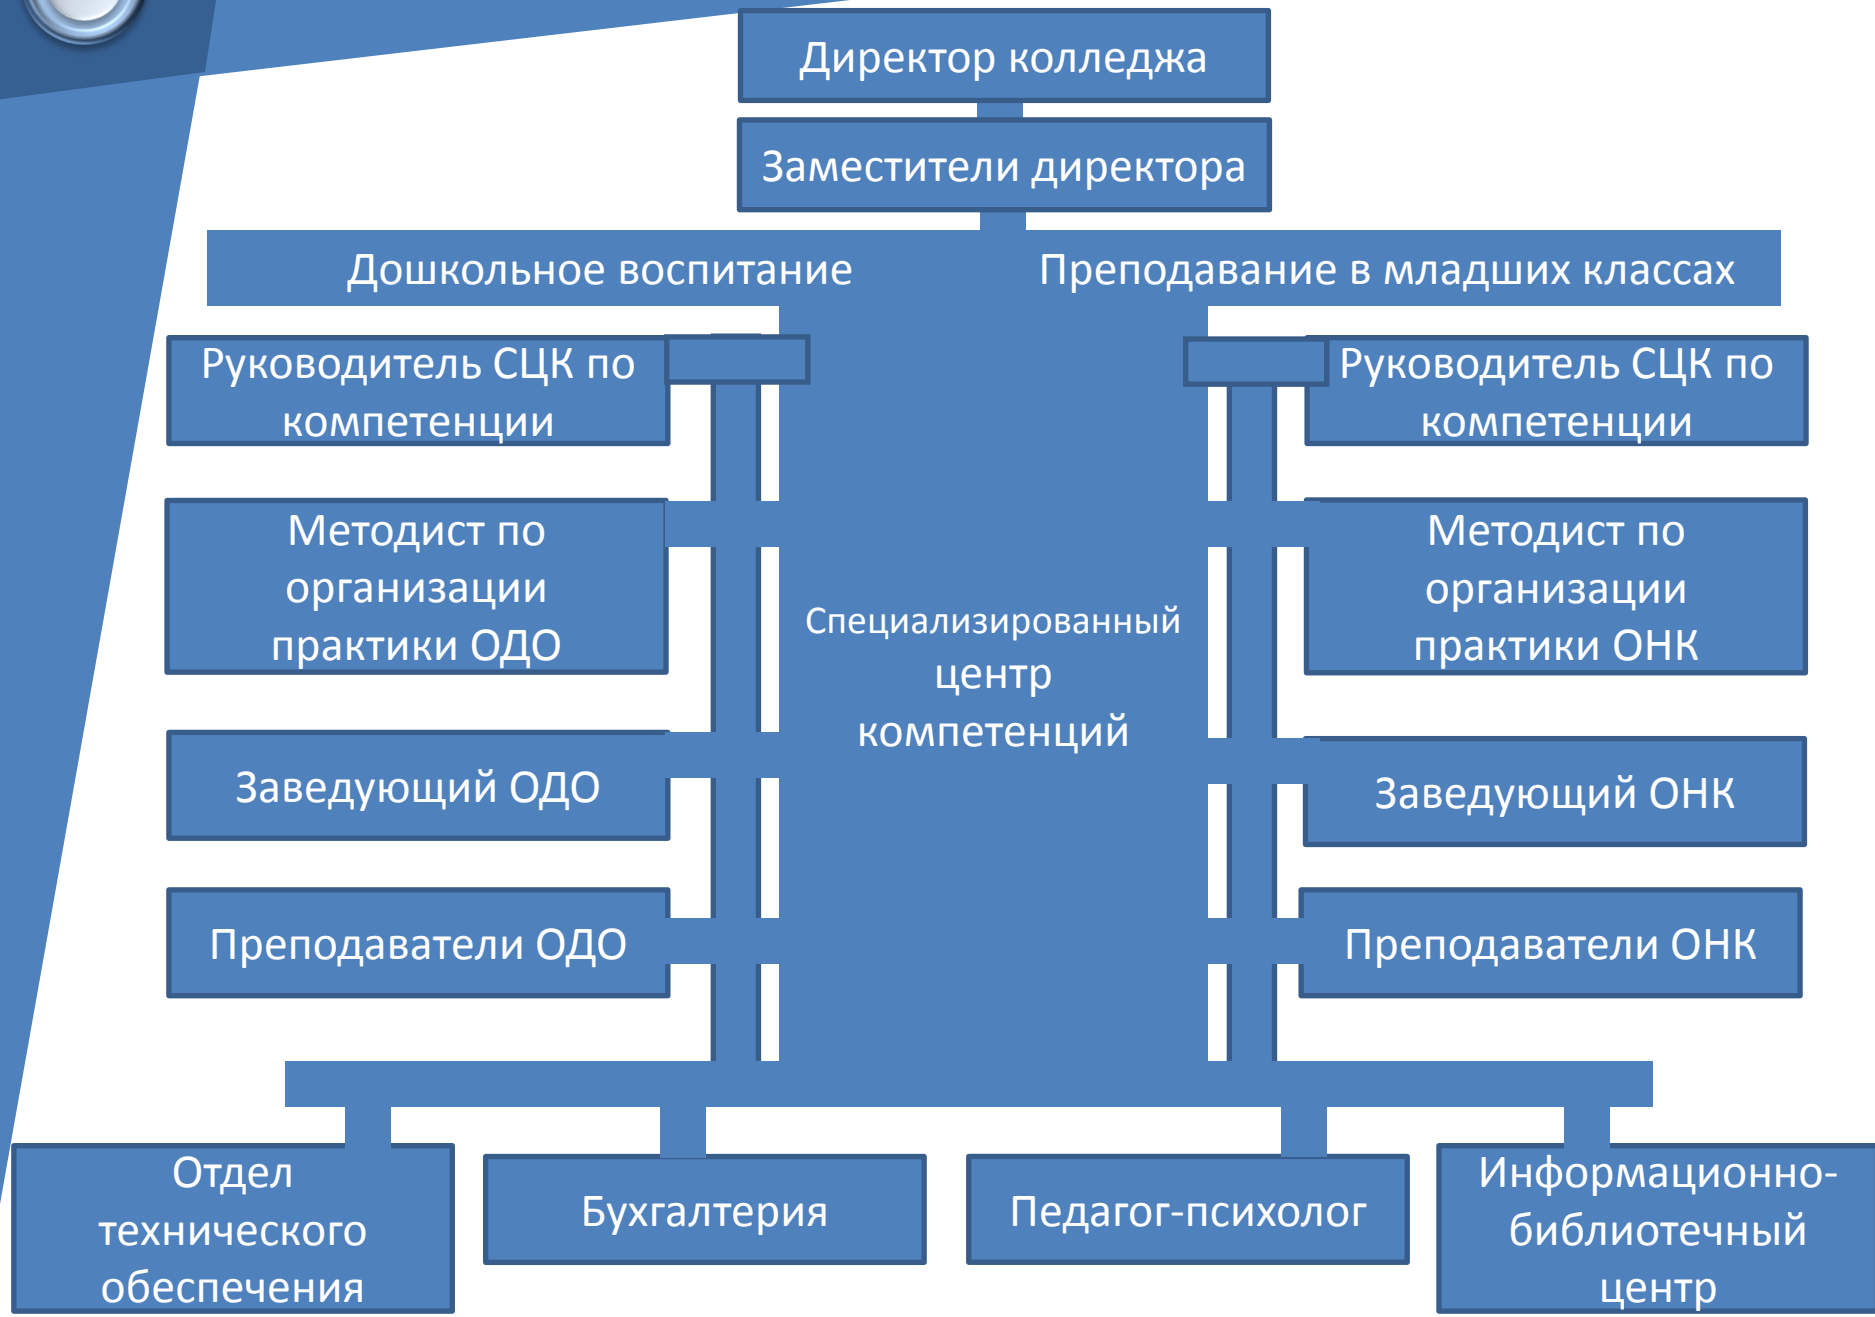 Директор колледжа
Заместители директора
Дошкольное воспитание
Преподавание в младших классах
Руководитель СЦК по
компетенции
Руководитель СЦК по
компетенции
Методист по
организации
практики ОДО
Специализированный
центр
компетенций
Методист по
организации
практики ОНК
Заведующий ОДО
Заведующий ОНК
Преподаватели ОДО
Преподаватели ОНК
Отдел
технического
обеспечения
Бухгалтерия
Педагог-психолог
Информационно-
библиотечный
центр